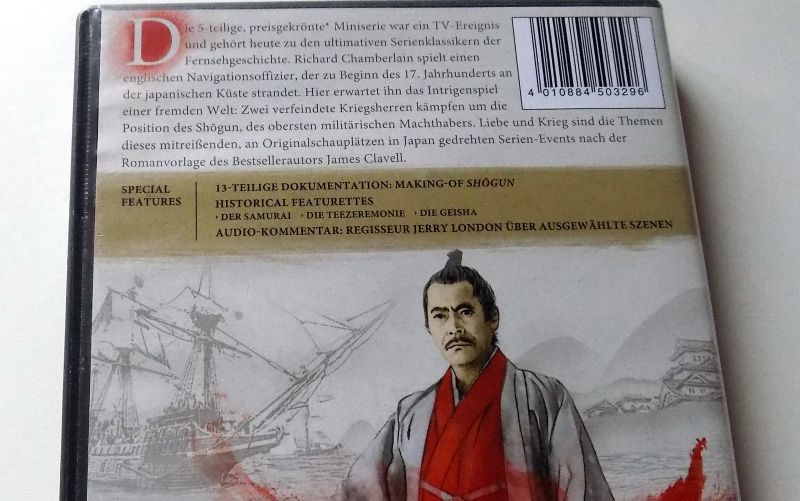 Die 5-teilige, preisgekrönte* Miniserie war ein TV-Ereignis
und gehört heute zu den ultimativen Serienklassikern der
Fernsehgeschichte. Richard Chamberlain spielt einen
englischen Navigationsoffizier, der zu Beginn des 17. Jahrhunderts an
der japanischen Küste strandet. Hier erwartet ihn das Intrigenspiel
einer fremden Welt: Zwei verfeindete Kriegsherren kämpfen um die
Position des Shōgun, des obersten militärischen Machthabers. Liebe und Krieg sind die Themen
dieses mitreißenden, an Originalschauplätzen in Japan gedrehten Serien-Events nach der
Romanvorlage des Bestsellerautors James Clavell.
4 010884 503296
SPECIAL
FEATURES
13-TEILIGE DOKUMENTATION: MAKING-OF SHŌGUN
HISTORICAL FEATURETTES
› DER SAMURAI › DIE TEEZEREMONIE › DIE GEISHA
AUDIO-KOMMENTAR: REGISSEUR JERRY LONDON ÜBER AUSGEWÄHLTE SZENEN